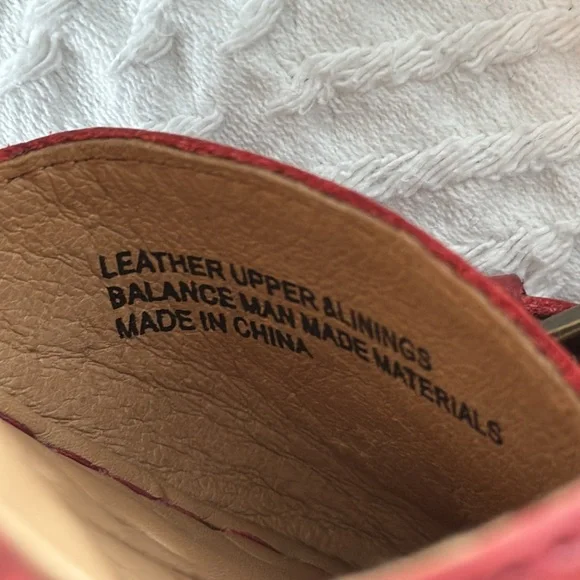 LEATHER UPPER &LININGS
BALANCE MAN MADE MATERIALS
MADE IN CHINA